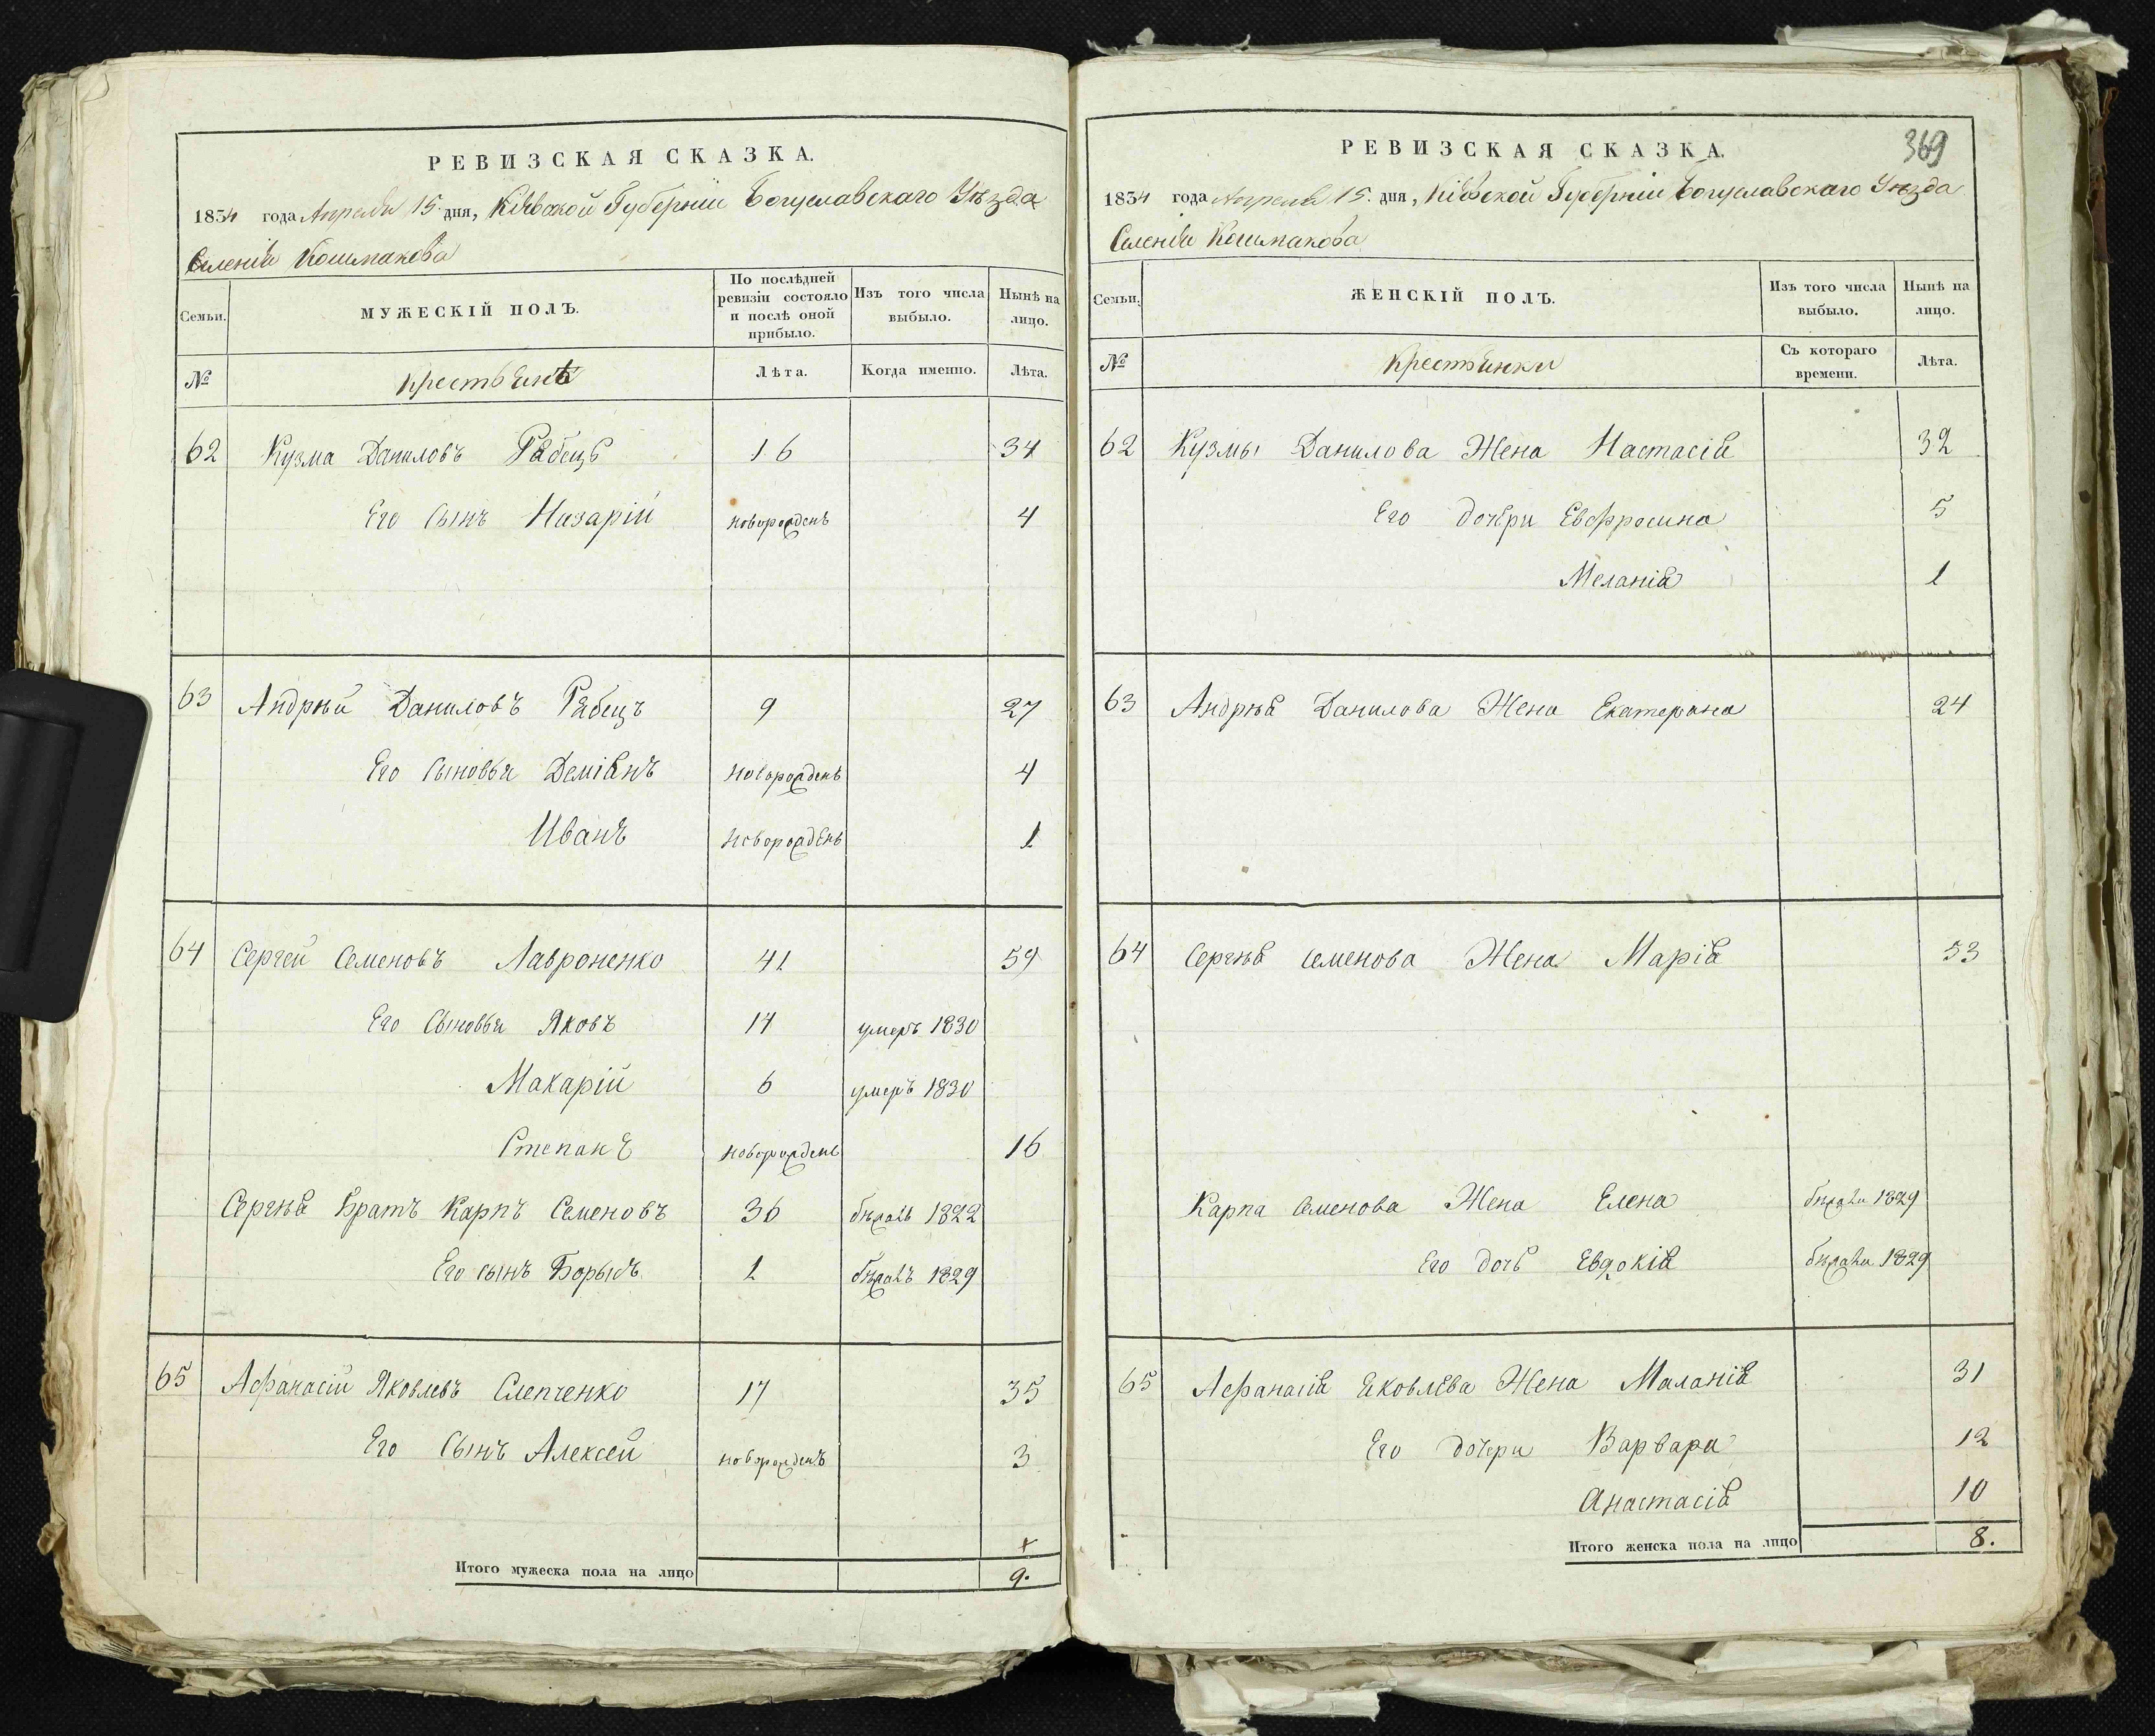 РЕВИЗСКАЯ СКАЗКА.
1834 года Апреля 15. дня, Кіевской Губерніи Богуславскаго Уѣзда
Селенія Кошмакова
Семьи.
МУЖЕСКІЙ ПОЛЪ.
По послѣдней ревизіи состояло и послѣ оной прибыло.
Изъ того числа выбыло.
Нынѣ на лицо.
№ Крестьянѣ Лѣта. Когда именно. Лѣта.
62 Кузма Даниловъ Рябецъ 16 34
Его Сынъ Назарій новорожденъ 4
63 Андрѣй Даниловъ Рябецъ 9 27
Его Сыновья Деміянъ новорожденъ 4
Иванъ новорожденъ 1
64 Сергей Семеновъ Лавроненко 41 59
Его Сыновья Яковъ 14 умеръ 1830
Макарій 6 умеръ 1830
Степанъ новорожденъ 16
Сергѣя Братъ Карпъ Семеновъ 36 бѣжалъ 1822
Его сынъ Борысъ 1 бѣжалъ 1829
65 Афанасій Яковлевъ Слепченко 17 35
Его Сынъ Алексей новорожденъ 3
Итого мужеска пола на лицо 9.
РЕВИЗСКАЯ СКАЗКА.
369
1834 года Апреля 15. дня, Кіевской Губерніи Богуславскаго Уѣзда
Селенія Кошмакова
Семьи.
ЖЕНСКІЙ ПОЛЪ.
Изъ того числа выбыло.
Нынѣ на лицо.
№ Крестьянки Съ котораго времени. Лѣта.
62 Кузмы Данилова Жена Настасія 32
Его дочери Евфросина 5
Меланія 1
63 Андрѣя Данилова Жена Екатерина 24
64 Сергѣя Семенова Жена Марія 53
Карпа Семенова Жена Елена бѣжала 1829
Его дочь Евдокія бѣжала 1829
65 Афанасія Яковлева Жена Маланія 31
Его дочери Варвара 12
Анастасія 10
Итого женска пола на лицо 8.